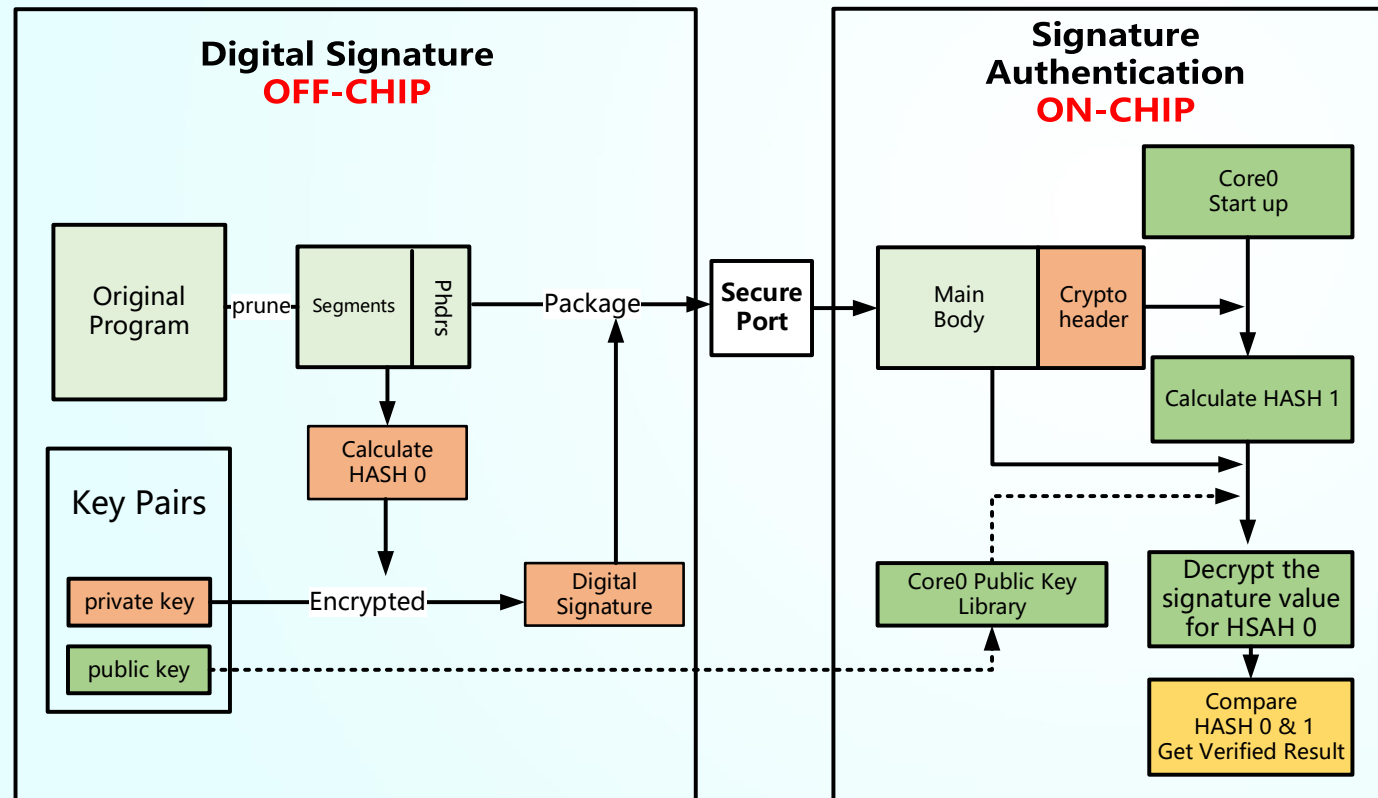 Digital Signature
OFF-CHIP
Original
Program
prune
Segments
Phdrs
Package
Calculate
HASH 0
Key Pairs
private key
Encrypted
Digital
Signature
public key
Secure
Port
Signature
Authentication
ON-CHIP
Core0
Start up
Main
Body
Crypto
header
Calculate HASH 1
Core0 Public Key
Library
Decrypt the
signature value
for HSAH 0
Compare
HASH 0 & 1
Get Verified Result